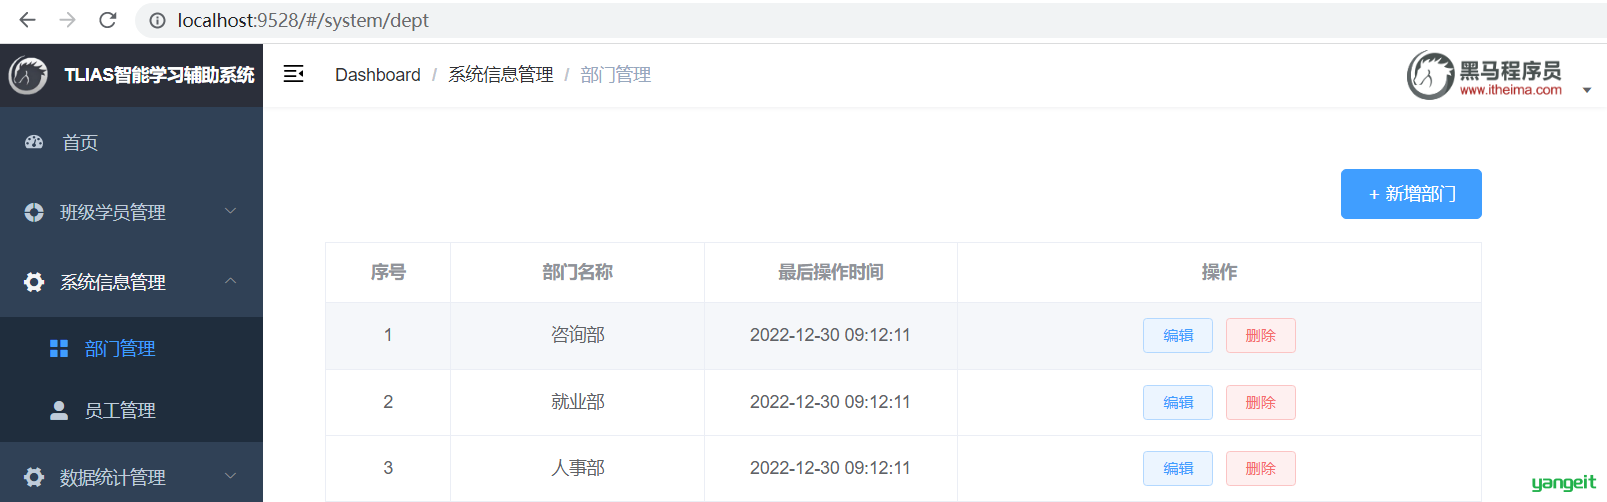 localhost:9528/#/system/dept
TLIAS智能学习辅助系统
Dashboard / 系统信息管理 / 部门管理
黑马程序员
www.itheima.com
首页
班级学员管理
系统信息管理
部门管理
员工管理
数据统计管理
+ 新增部门
序号 部门名称 最后操作时间 操作
1 咨询部 2022-12-30 09:12:11 编辑 删除
2 就业部 2022-12-30 09:12:11 编辑 删除
3 人事部 2022-12-30 09:12:11 编辑 删除
yangeit